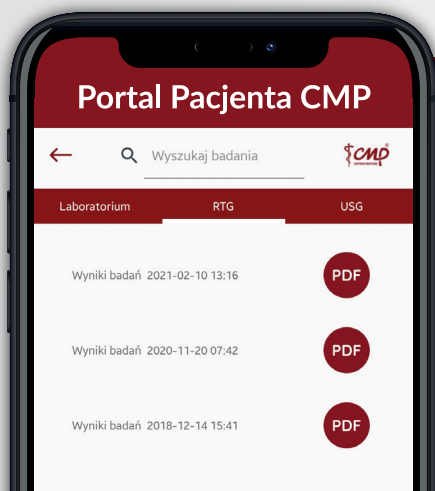 Portal Pacjenta CMP
Wyszukaj badania
CMP
Laboratorium RTG USG
Wyniki badań 2021-02-10 13:16 PDF
Wyniki badań 2020-11-20 07:42 PDF
Wyniki badań 2018-12-14 15:41 PDF